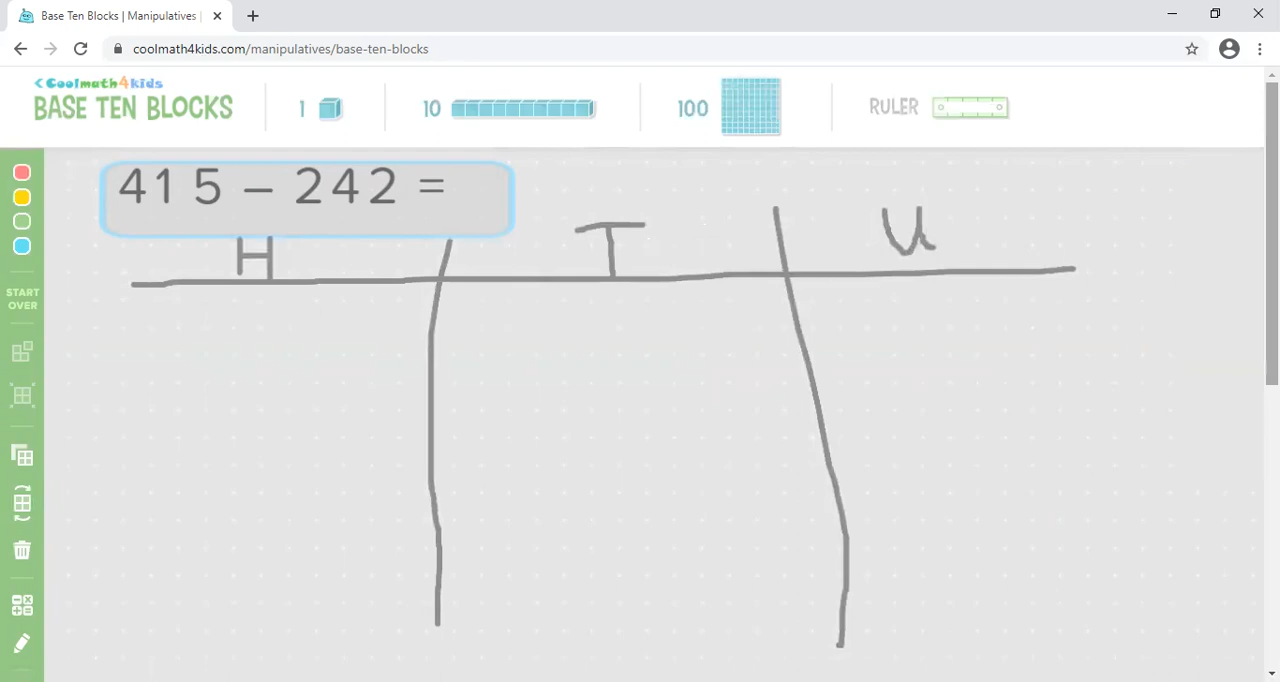 Base Ten Blocks | Manipulatives |
coolmath4kids.com/manipulatives/base-ten-blocks
<Coolmath4kids
BASE TEN BLOCKS
1
10
100
RULER
415 – 242 =
H T U
START
OVER